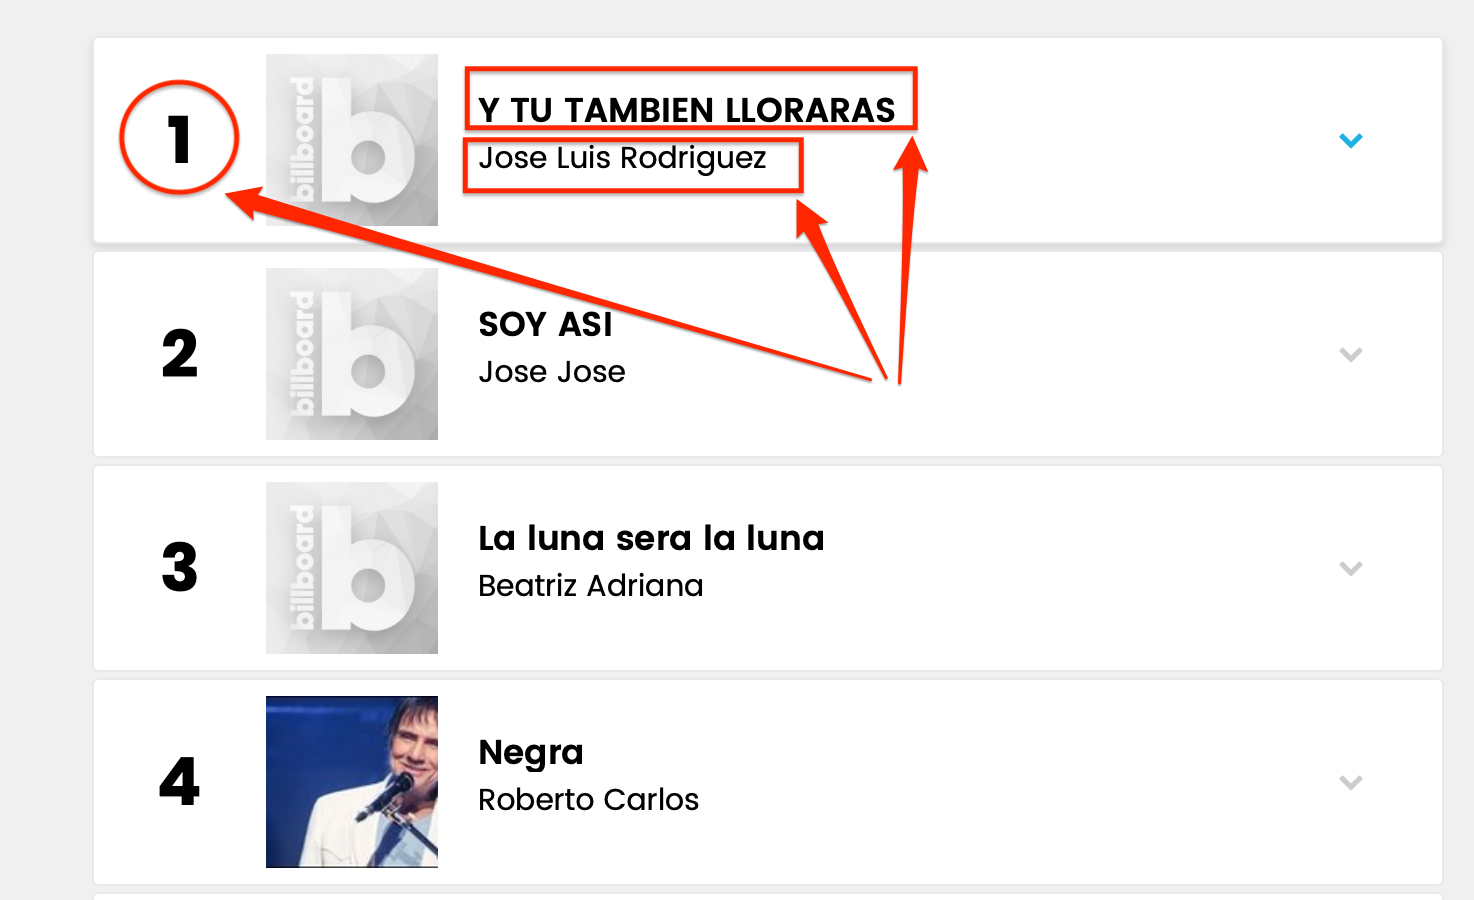 1
billboard
b
Y TU TAMBIEN LLORARAS
Jose Luis Rodriguez
2
billboard
b
SOY ASI
Jose Jose
3
billboard
b
La luna sera la luna
Beatriz Adriana
4
Negra
Roberto Carlos